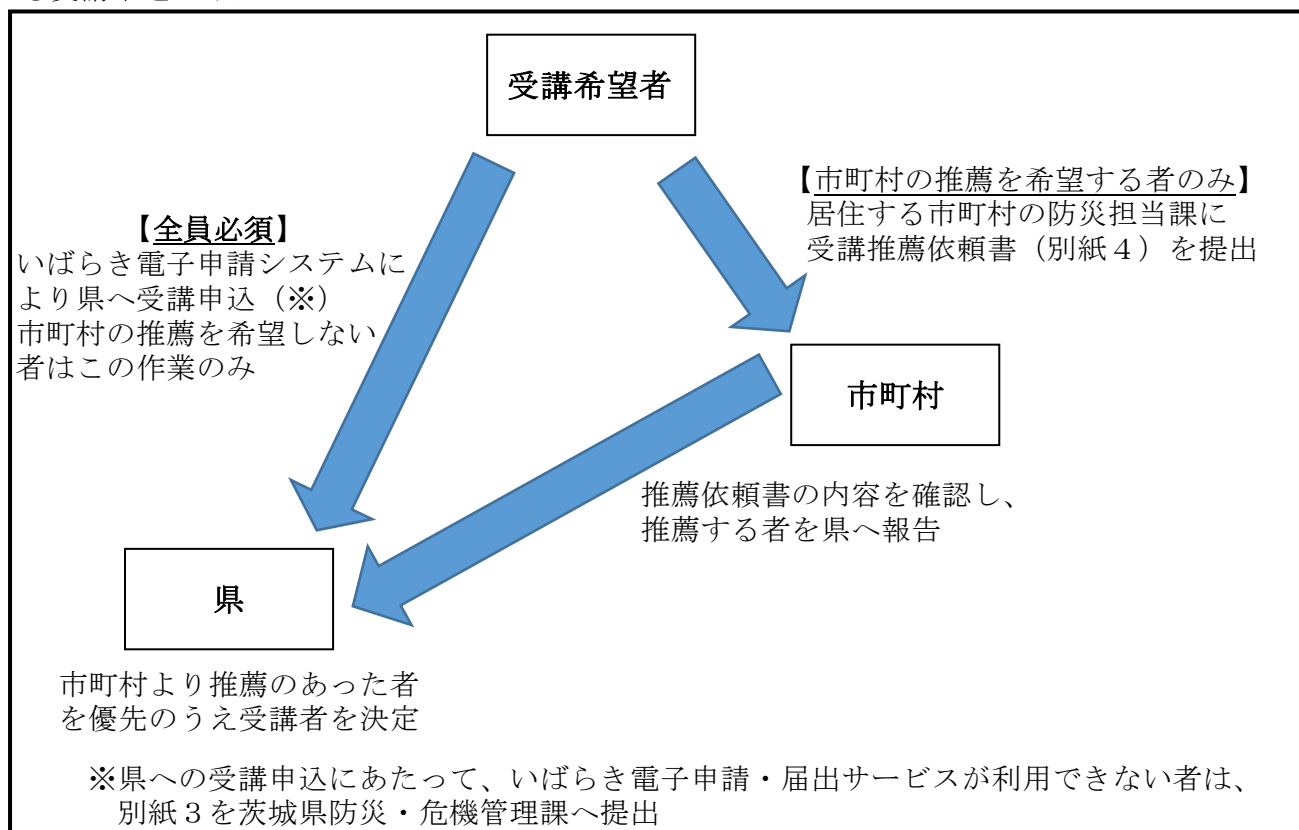 受講希望者
【市町村の推薦を希望する者のみ】
居住する市町村の防災担当課に
受講推薦依頼書（別紙４）を提出
【全員必須】
いばらき電子申請システムに
より県へ受講申込（※）
市町村の推薦を希望しない
者はこの作業のみ
市町村
推薦依頼書の内容を確認し、
推薦する者を県へ報告
県
市町村より推薦のあった者
を優先のうえ受講者を決定
※県への受講申込にあたって、いばらき電子申請・届出サービスが利用できない者は、
別紙３を茨城県防災・危機管理課へ提出